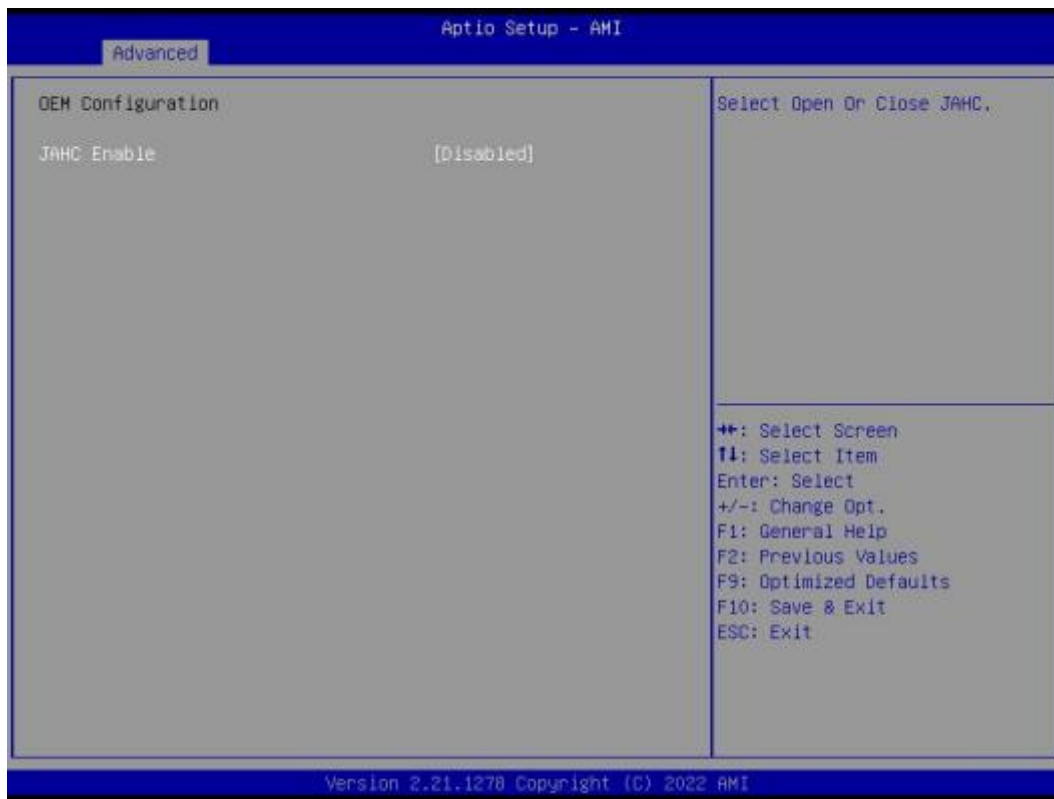 Aptio Setup - AMI
Advanced
OEM Configuration
JAHC Enable [Disabled]
Select Open Or Close JAHC.
→←: Select Screen
↑↓: Select Item
Enter: Select
+/-: Change Opt.
F1: General Help
F2: Previous Values
F9: Optimized Defaults
F10: Save & Exit
ESC: Exit
Version 2.21.1278 Copyright (C) 2022 AMI